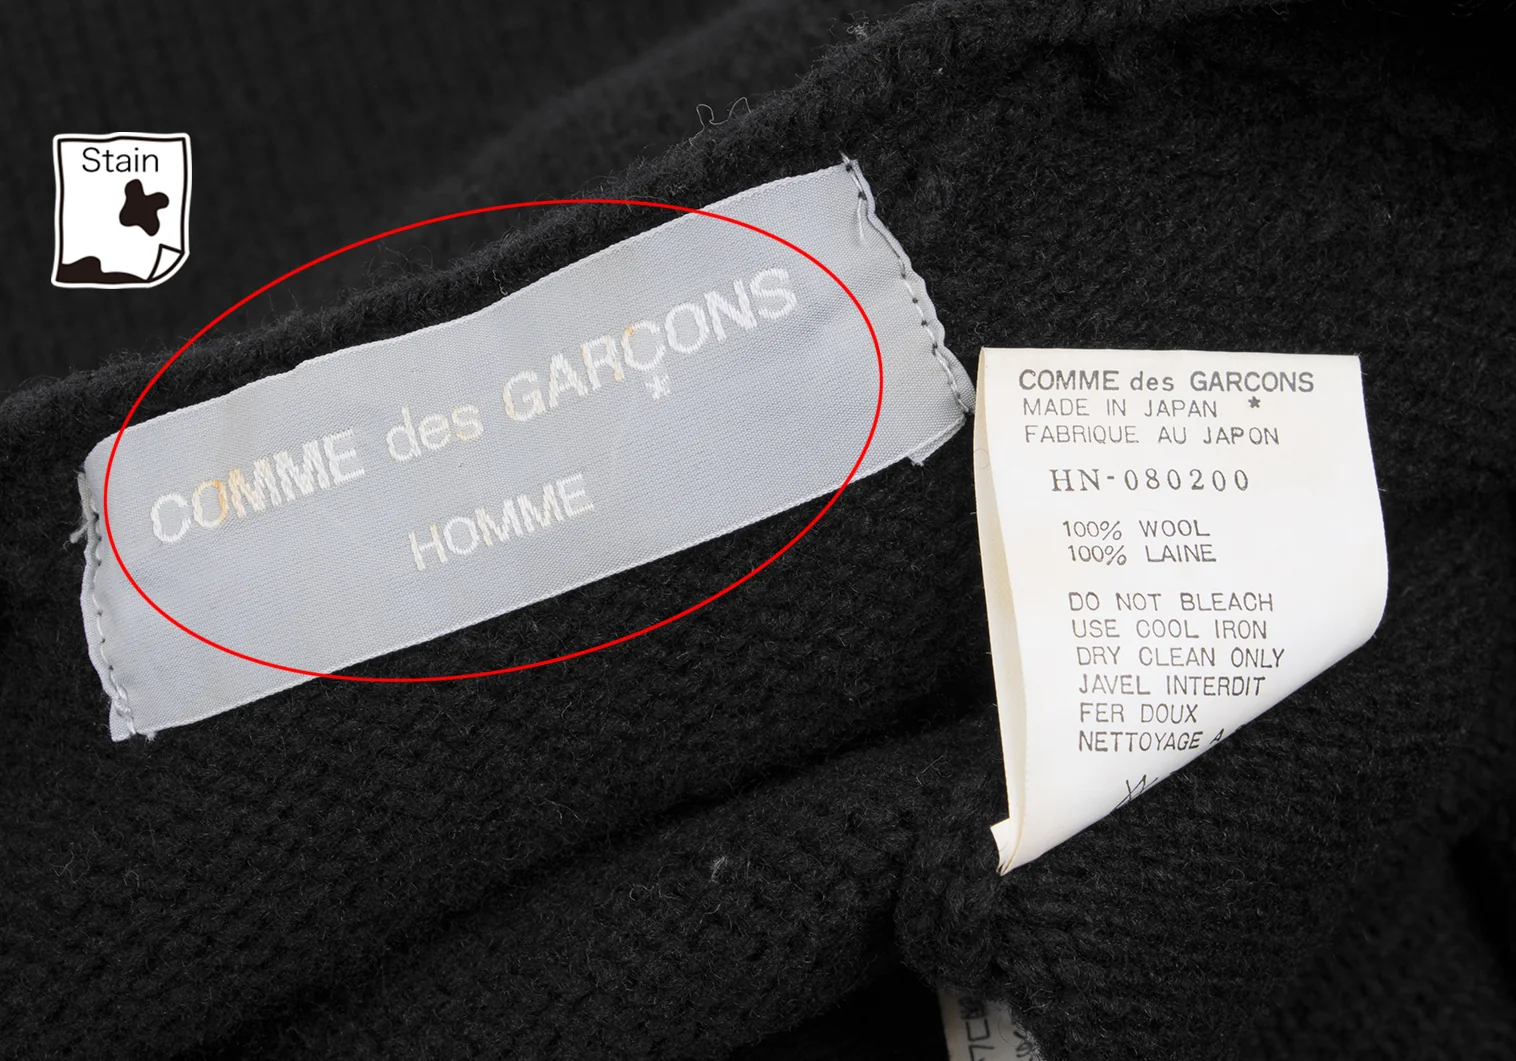 Stain
COMME des GARÇONS
*
HOMME
COMME des GARCONS
MADE IN JAPAN *
FABRIQUE AU JAPON
HN-080200
100% WOOL
100% LAINE
DO NOT BLEACH
USE COOL IRON
DRY CLEAN ONLY
JAVEL INTERDIT
FER DOUX
NETTOYAGE A